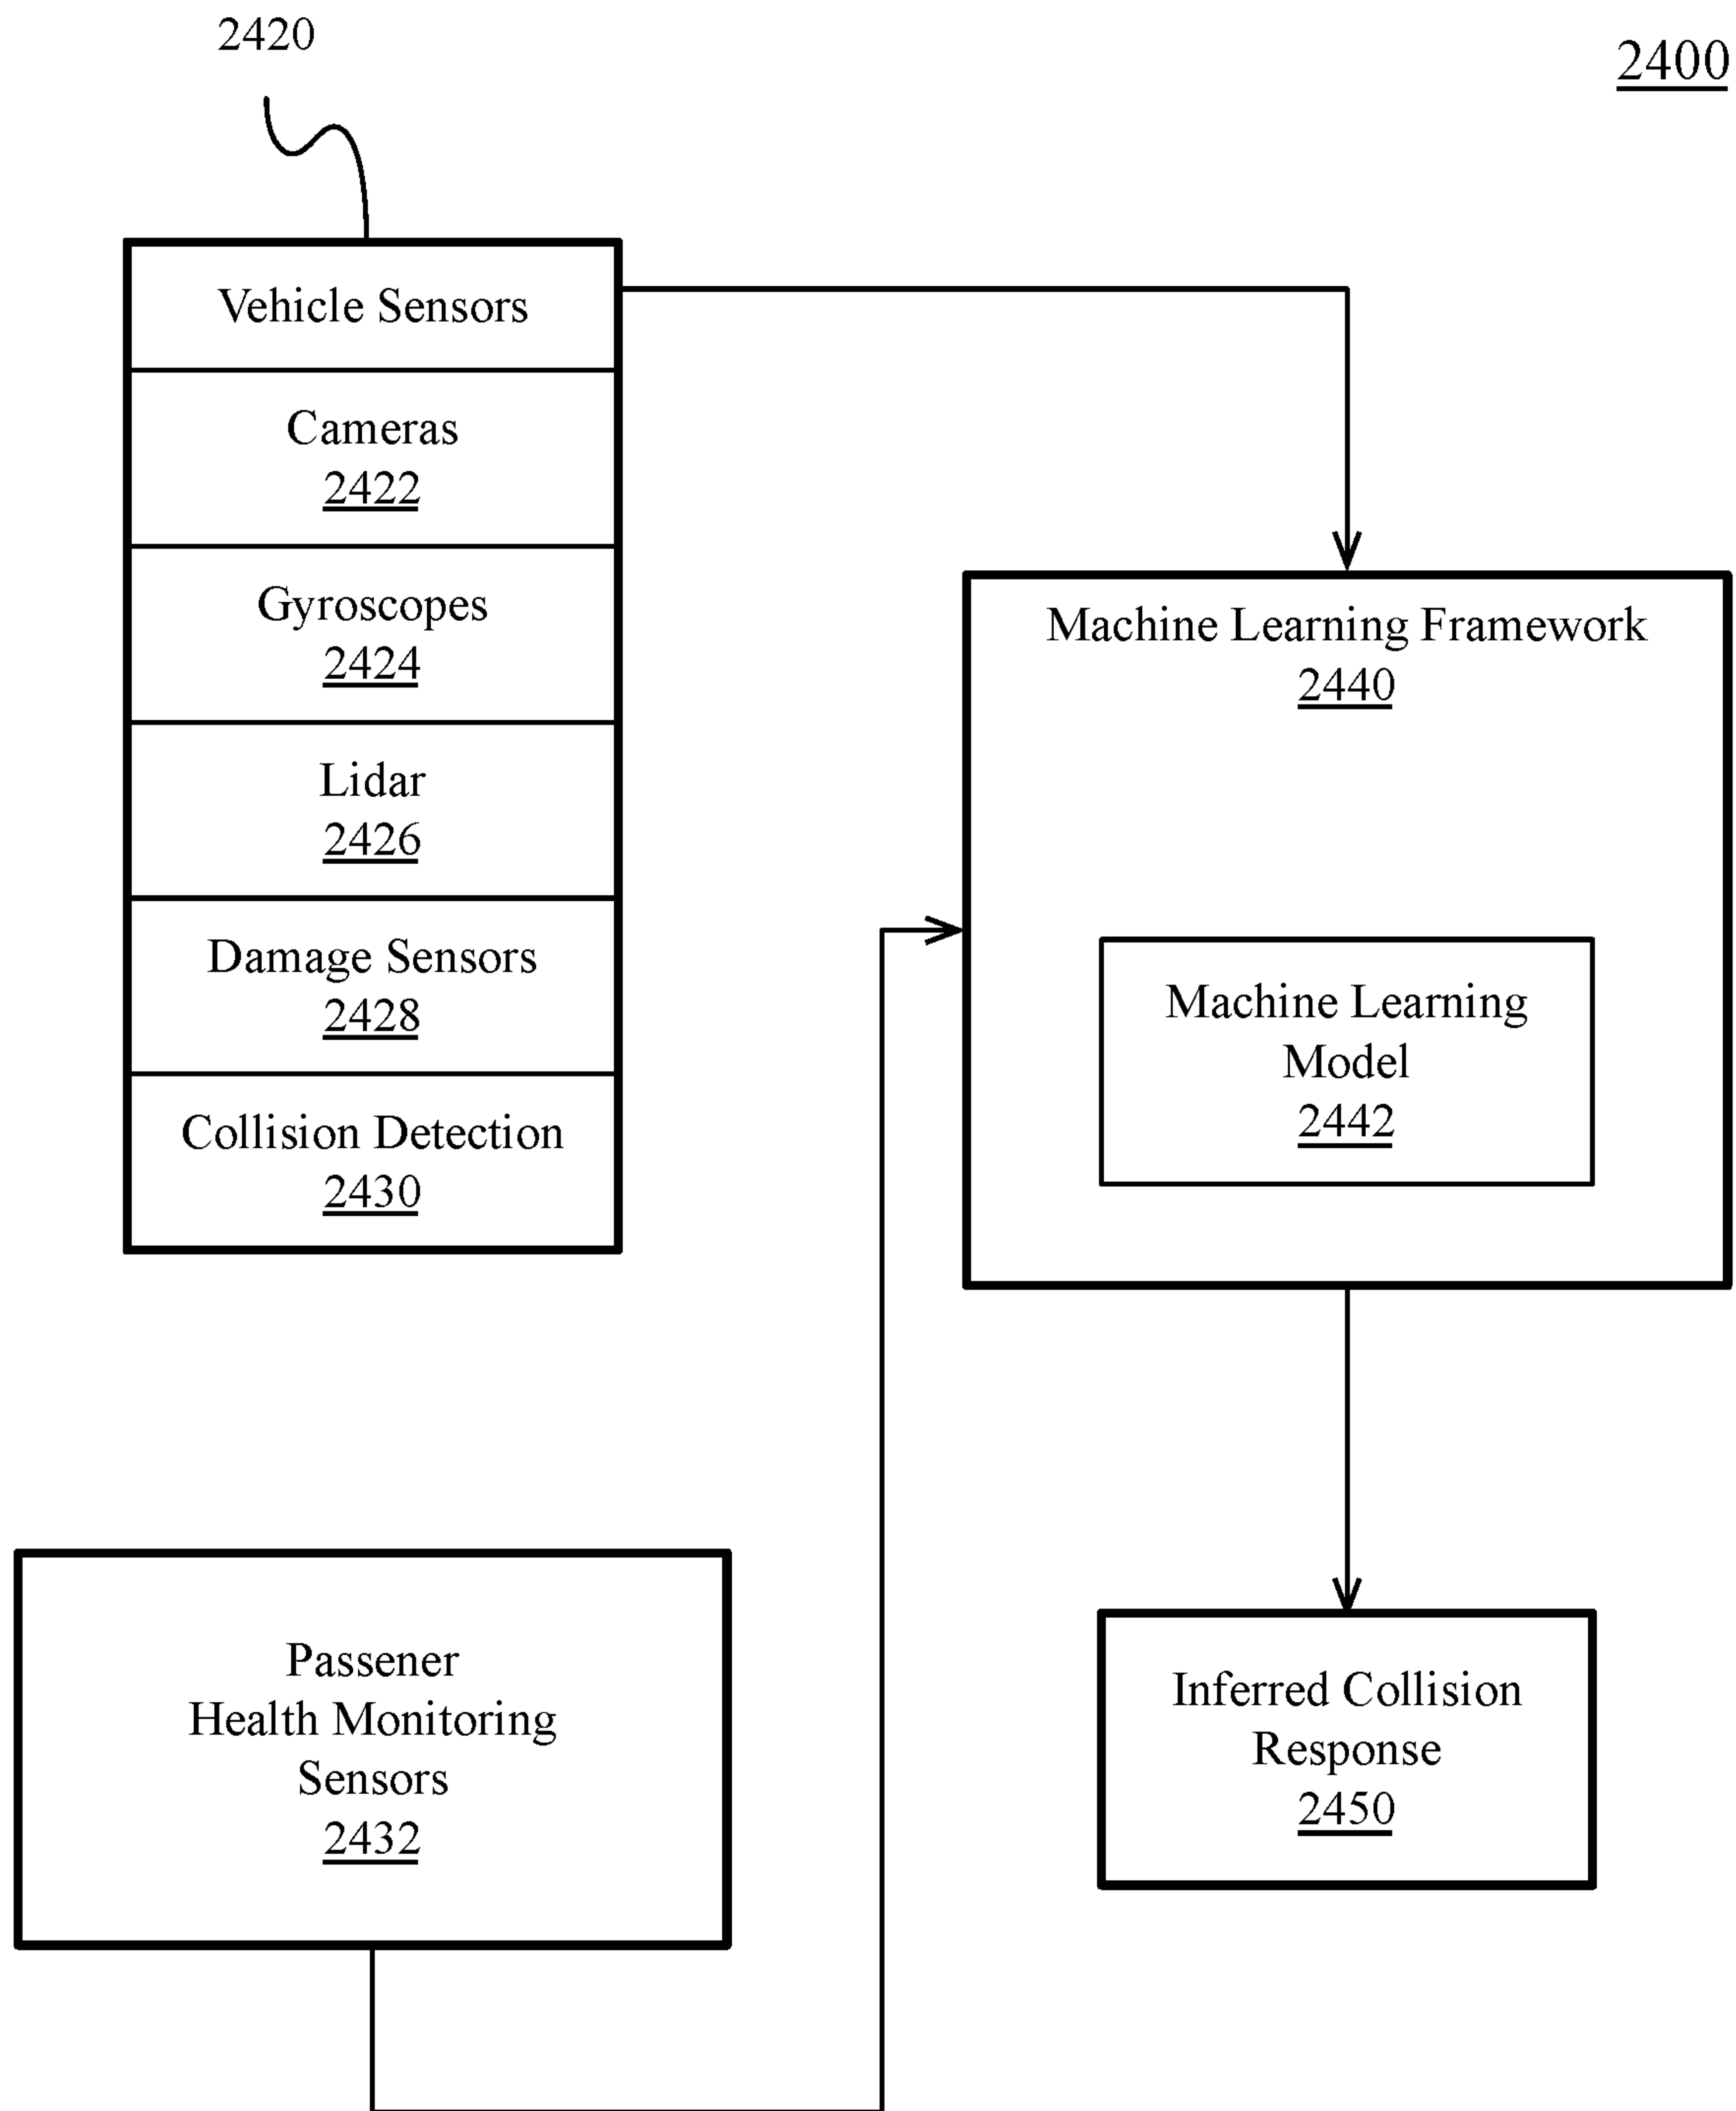 2420
2400
Vehicle Sensors
Cameras
2422
Gyroscopes
2424
Lidar
2426
Damage Sensors
2428
Collision Detection
2430
Machine Learning Framework
2440
Machine Learning
Model
2442
Passener
Health Monitoring
Sensors
2432
Inferred Collision
Response
2450